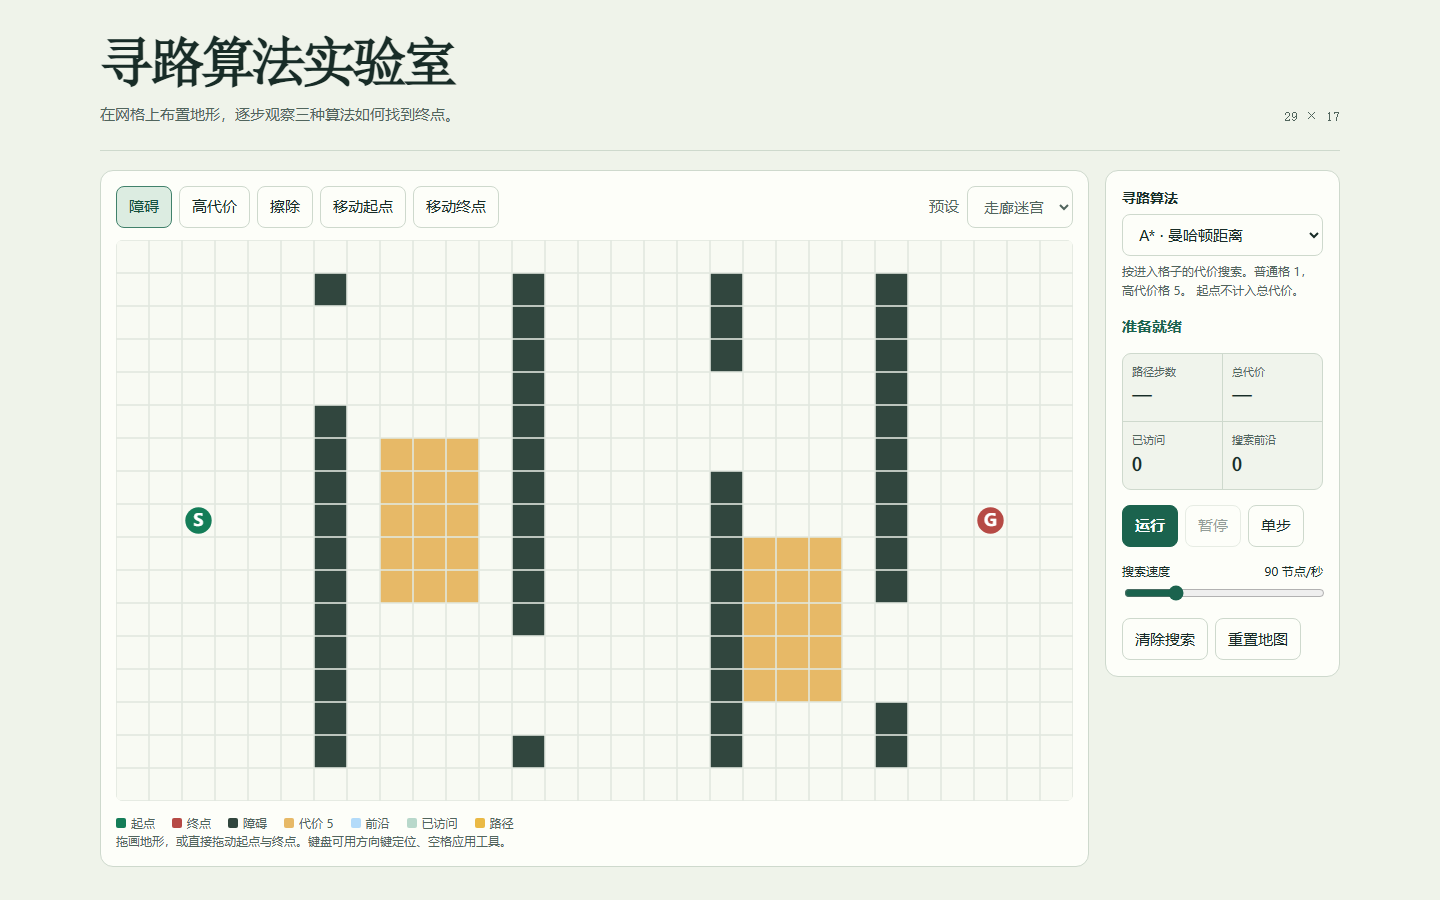 寻路算法实验室
在网格上布置地形，逐步观察三种算法如何找到终点。
29 × 17
障碍 高代价 擦除 移动起点 移动终点 预设 走廊迷宫
S
G
起点 终点 障碍 代价 5 前沿 已访问 路径
拖画地形，或直接拖动起点与终点。键盘可用方向键定位、空格应用工具。
寻路算法
A* · 曼哈顿距离
按进入格子的代价搜索。普通格 1，
高代价格 5。 起点不计入总代价。
准备就绪
路径步数 总代价
— —
已访问 搜索前沿
0 0
运行 暂停 单步
搜索速度 90 节点/秒
清除搜索 重置地图